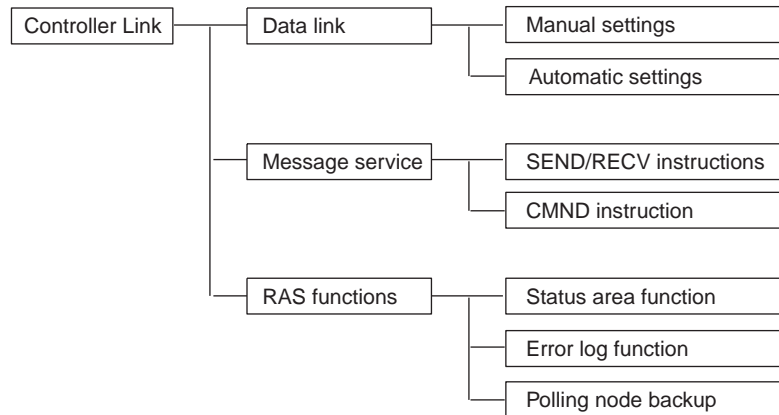 Controller Link
Data link
Manual settings
Automatic settings
Message service
SEND/RECV instructions
CMND instruction
RAS functions
Status area function
Error log function
Polling node backup